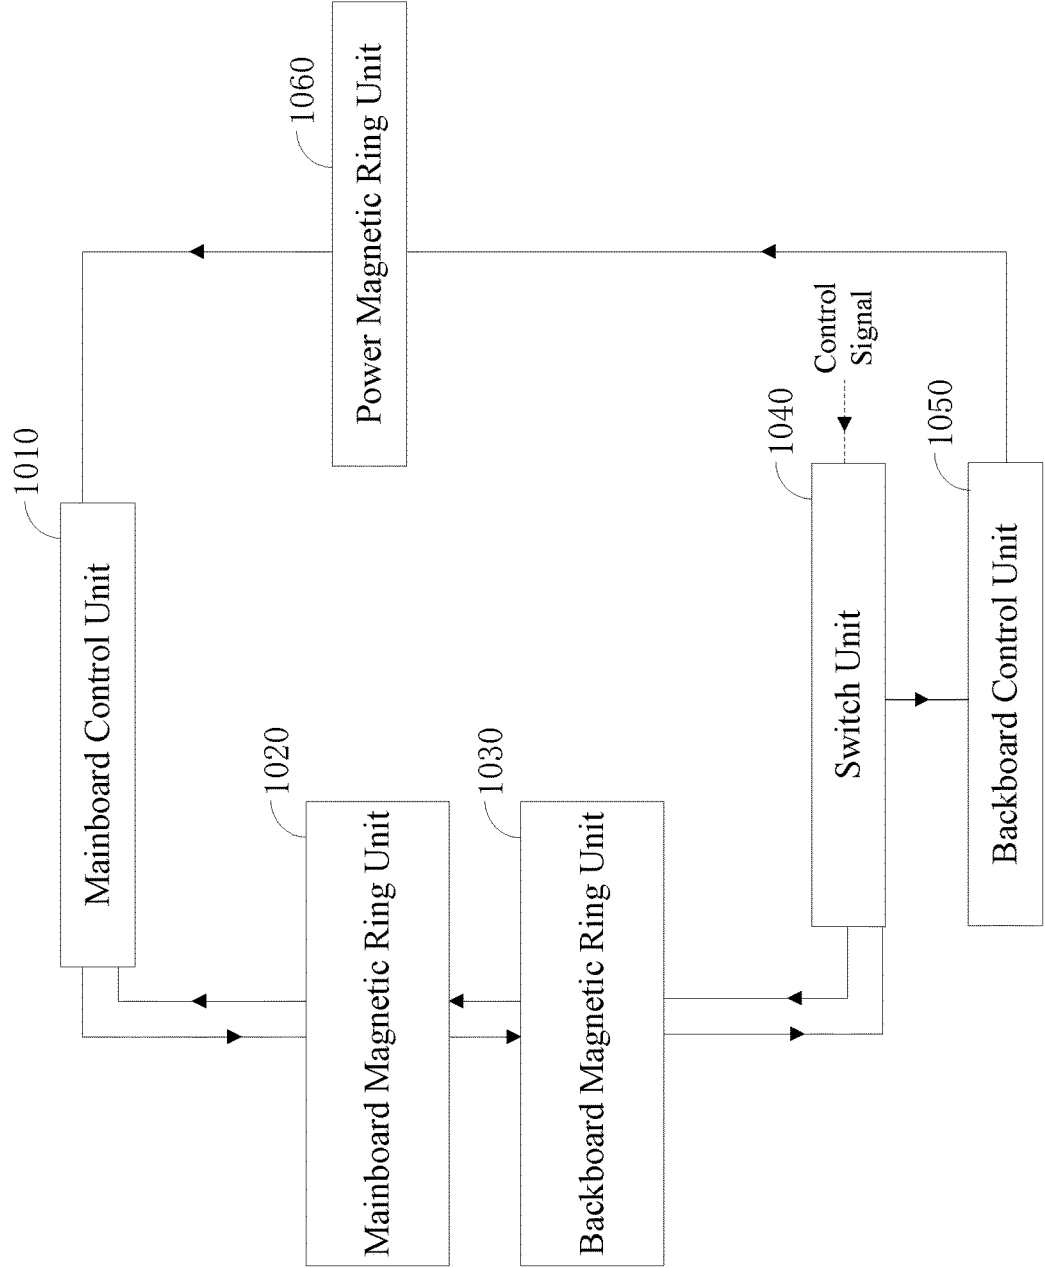 1010
Mainboard Control Unit
1020
Mainboard Magnetic Ring Unit
1030
Backboard Magnetic Ring Unit
1060
Power Magnetic Ring Unit
1040
Switch Unit
Control
Signal
1050
Backboard Control Unit